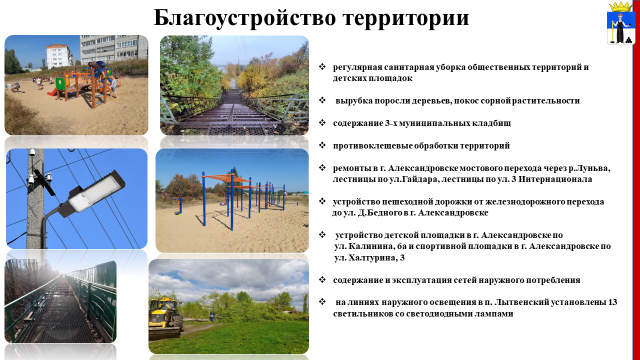 Благоустройство территории
❖ регулярная санитарная уборка общественных территорий и
детских площадок
❖ вырубка поросли деревьев, покос сорной растительности
❖ содержание 3-х муниципальных кладбищ
❖ противоклещевые обработки территорий
❖ ремонты в г. Александровске мостового перехода через р.Луньва,
лестницы по ул.Гайдара, лестницы по ул. 3 Интернационала
❖ устройство пешеходной дорожки от железнодорожного перехода
до ул. Д.Бедного в г. Александровске
❖ устройство детской площадки в г. Александровске по
ул. Калинина, 6а и спортивной площадки в г. Александровске по
ул. Халтурина, 3
❖ содержание и эксплуатация сетей наружного потребления
❖ на линиях наружного освещения в п. Лытвенский установлены 13
светильников со светодиодными лампами